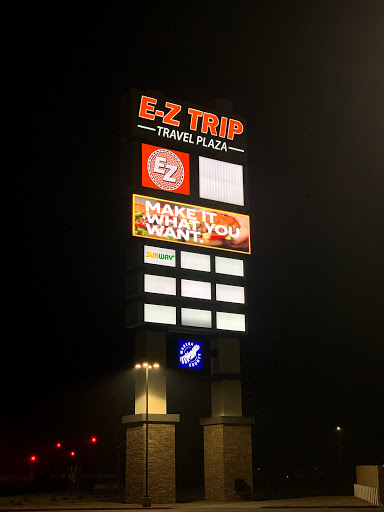 E-Z TRIP
TRAVEL PLAZA
EZ
MAKE IT
WHAT YOU
WANT.
SUBWAY